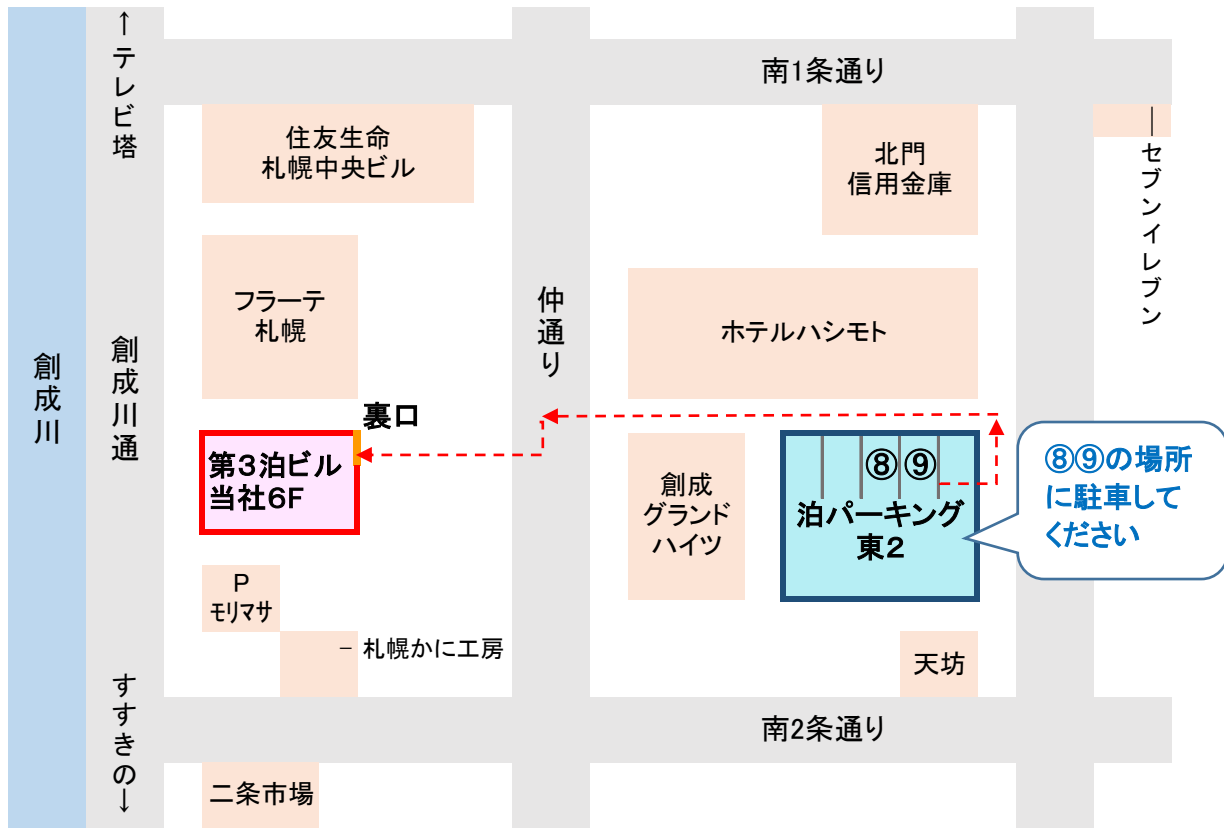 ↑テレビ塔
南1条通り
住友生命
札幌中央ビル
北門
信用金庫
セブンイレブン
フラーテ
札幌
仲通り
ホテルハシモト
創成川
創成川通
裏口
第3泊ビル
当社6F
創成
グランド
ハイツ
⑧⑨
泊パーキング
東2
⑧⑨の場所
に駐車して
ください
P
モリマサ
札幌かに工房
天坊
すすきの↓
南2条通り
二条市場